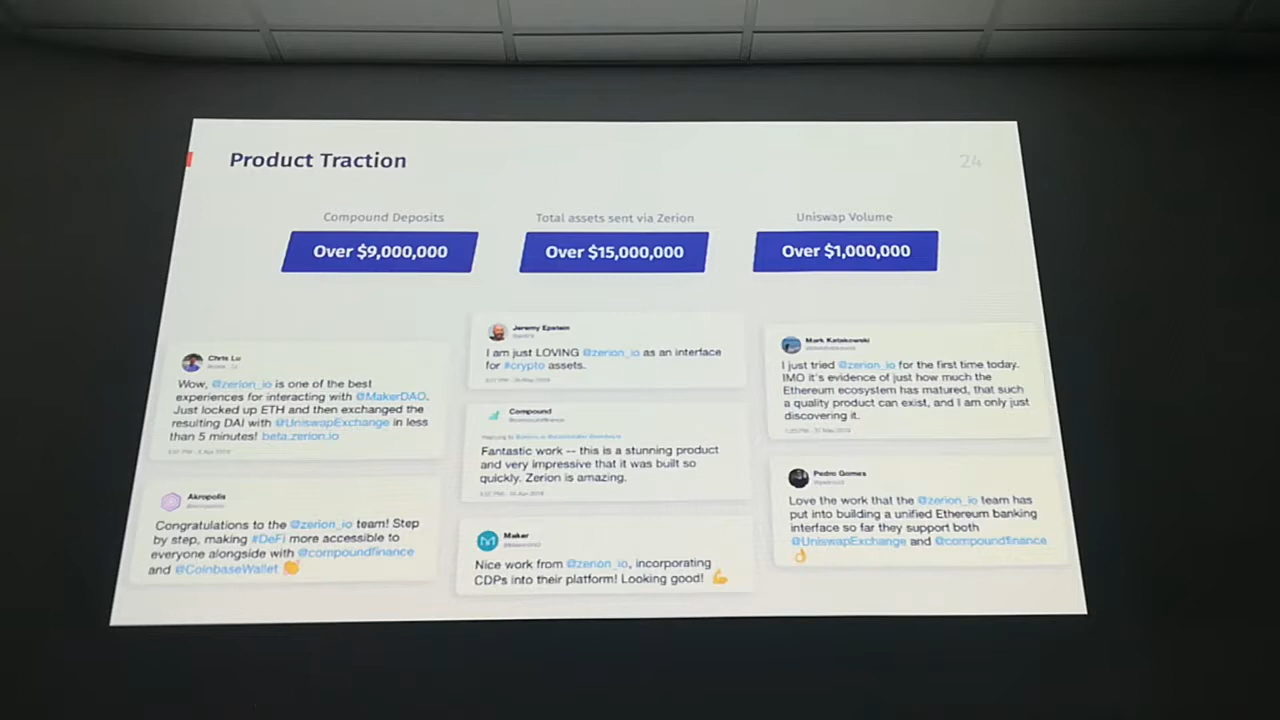 Product Traction
24
Compound Deposits
Over $9,000,000
Total assets sent via Zerion
Over $15,000,000
Uniswap Volume
Over $1,000,000
Chris Lu
Wow, @zerion_io is one of the best
experiences for interacting with @MakerDAO.
Just locked up ETH and then exchanged the
resulting DAI with @UniswapExchange in less
than 5 minutes! beta.zerion.io
Akropolis
Congratulations to the @zerion_io team! Step
by step, making #DeFi more accessible to
everyone alongside with @compoundfinance
and @CoinbaseWallet 👏
Jeremy Epstein
I am just LOVING @zerion_io as an interface
for #crypto assets.
Compound
Fantastic work -- this is a stunning product
and very impressive that it was built so
quickly. Zerion is amazing.
Maker
Nice work from @zerion_io, incorporating
CDPs into their platform! Looking good! 💪
Mark
I just tried @zerion_io for the first time today.
IMO it's evidence of just how much the
Ethereum ecosystem has matured, that such
a quality product can exist, and I am only just
discovering it.
Pedro Gomes
Love the work that the @zerion_io team has
put into building a unified Ethereum banking
interface so far they support both
@UniswapExchange and @compoundfinance
👌